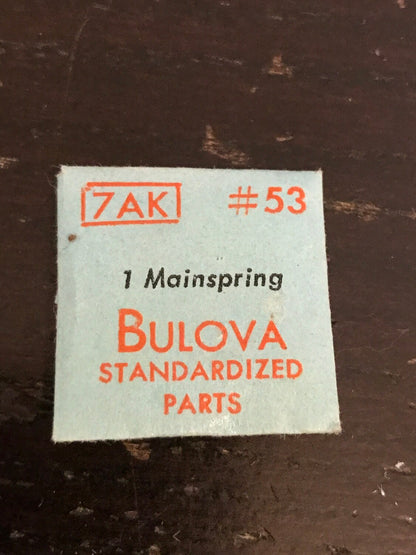 7AK #53
1 Mainspring
BULOVA
STANDARDIZED
PARTS